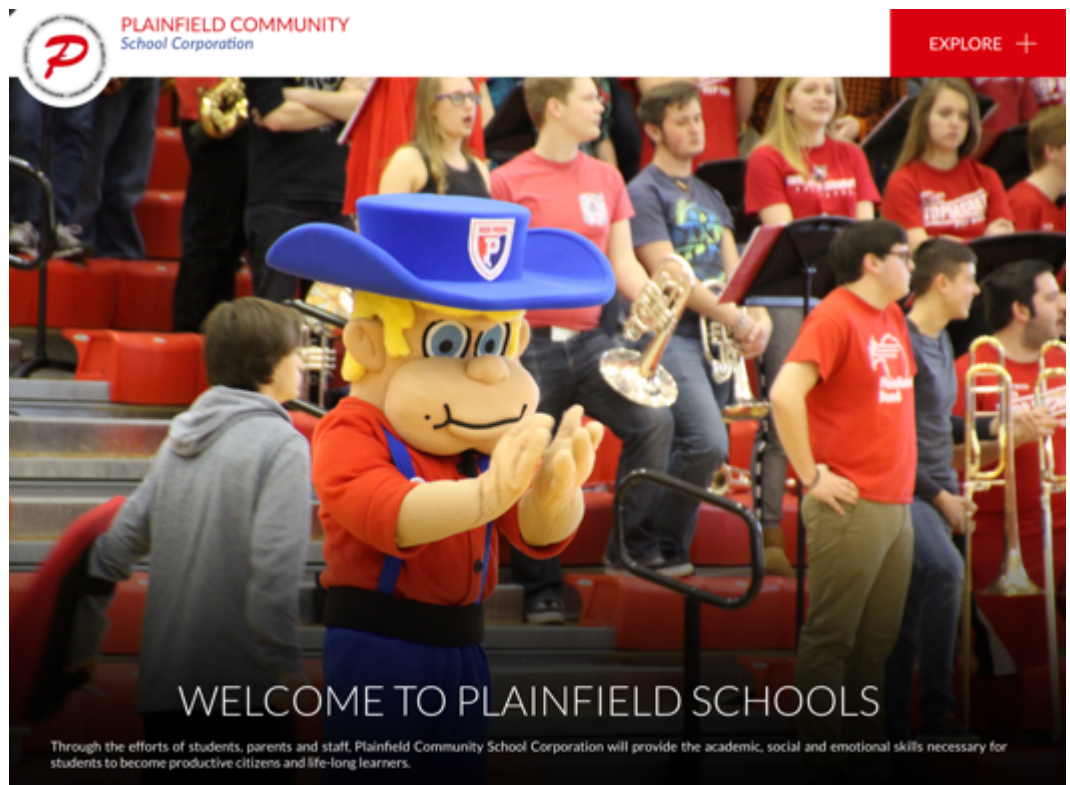 PLAINFIELD COMMUNITY
School Corporation
EXPLORE
P
Plainfield
Band
WELCOME TO PLAINFIELD SCHOOLS
Through the efforts of students, parents and staff, Plainfield Community School Corporation will provide the academic, social and emotional skills necessary for
students to become productive citizens and life-long learners.